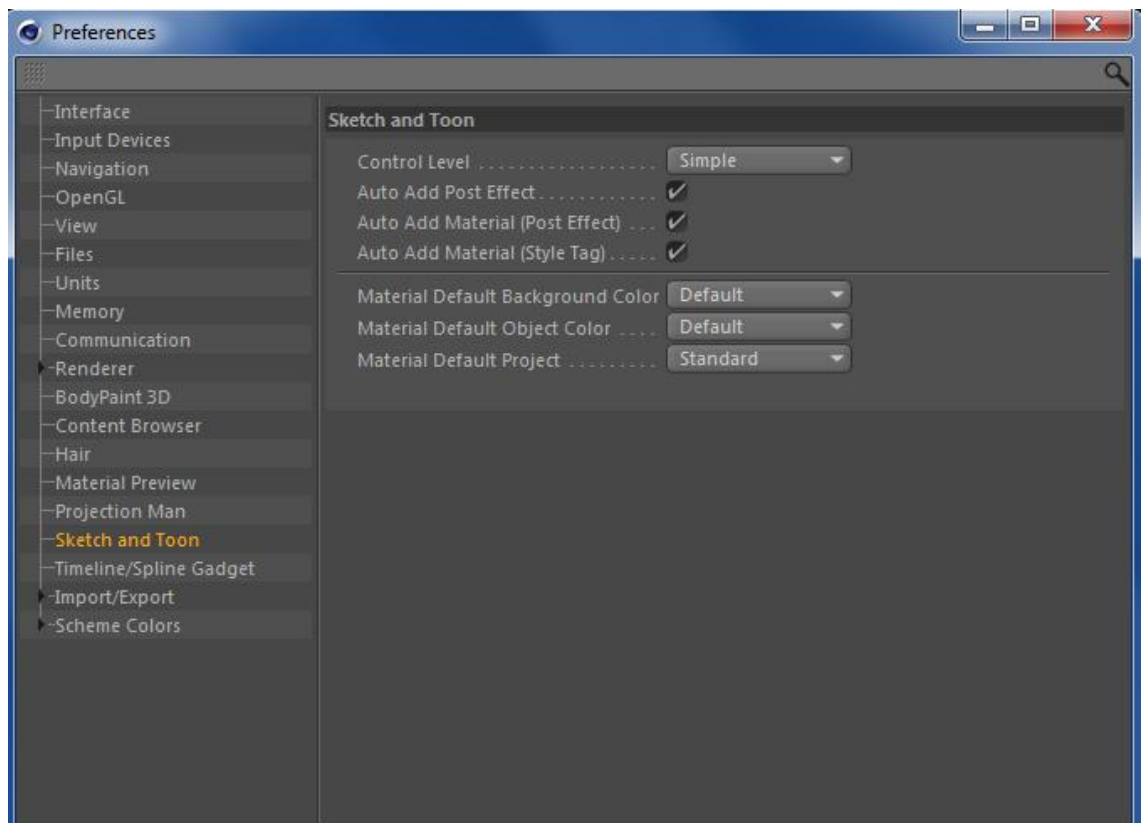 Preferences
Interface
Input Devices
Navigation
OpenGL
View
Files
Units
Memory
Communication
Renderer
BodyPaint 3D
Content Browser
Hair
Material Preview
Projection Man
Sketch and Toon
Timeline/Spline Gadget
Import/Export
Scheme Colors
Sketch and Toon
Control Level . . . . . . . . . . . . . . . . . . Simple
Auto Add Post Effect . . . . . . . . . . . .
Auto Add Material (Post Effect) . . .
Auto Add Material (Style Tag) . . . . .
Material Default Background Color Default
Material Default Object Color . . . . Default
Material Default Project . . . . . . . . . Standard